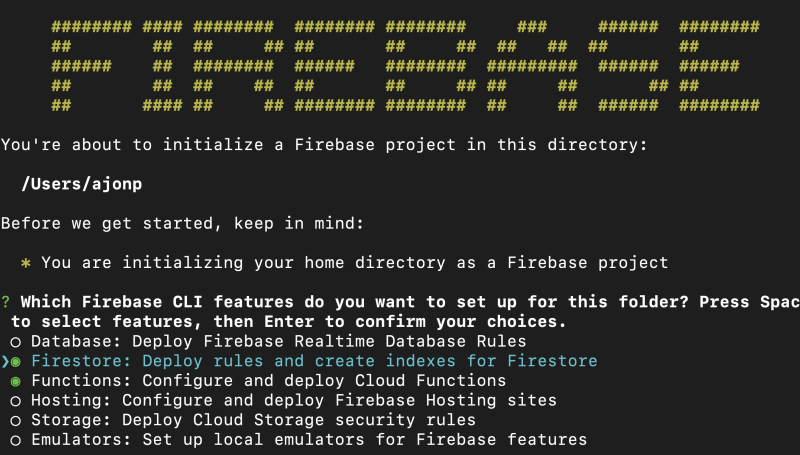 FIREBASE
You're about to initialize a Firebase project in this directory:
/Users/ajonp
Before we get started, keep in mind:
* You are initializing your home directory as a Firebase project
? Which Firebase CLI features do you want to set up for this folder? Press Spac
to select features, then Enter to confirm your choices.
◯ Database: Deploy Firebase Realtime Database Rules
❯◉ Firestore: Deploy rules and create indexes for Firestore
◉ Functions: Configure and deploy Cloud Functions
◯ Hosting: Configure and deploy Firebase Hosting sites
◯ Storage: Deploy Cloud Storage security rules
◯ Emulators: Set up local emulators for Firebase features